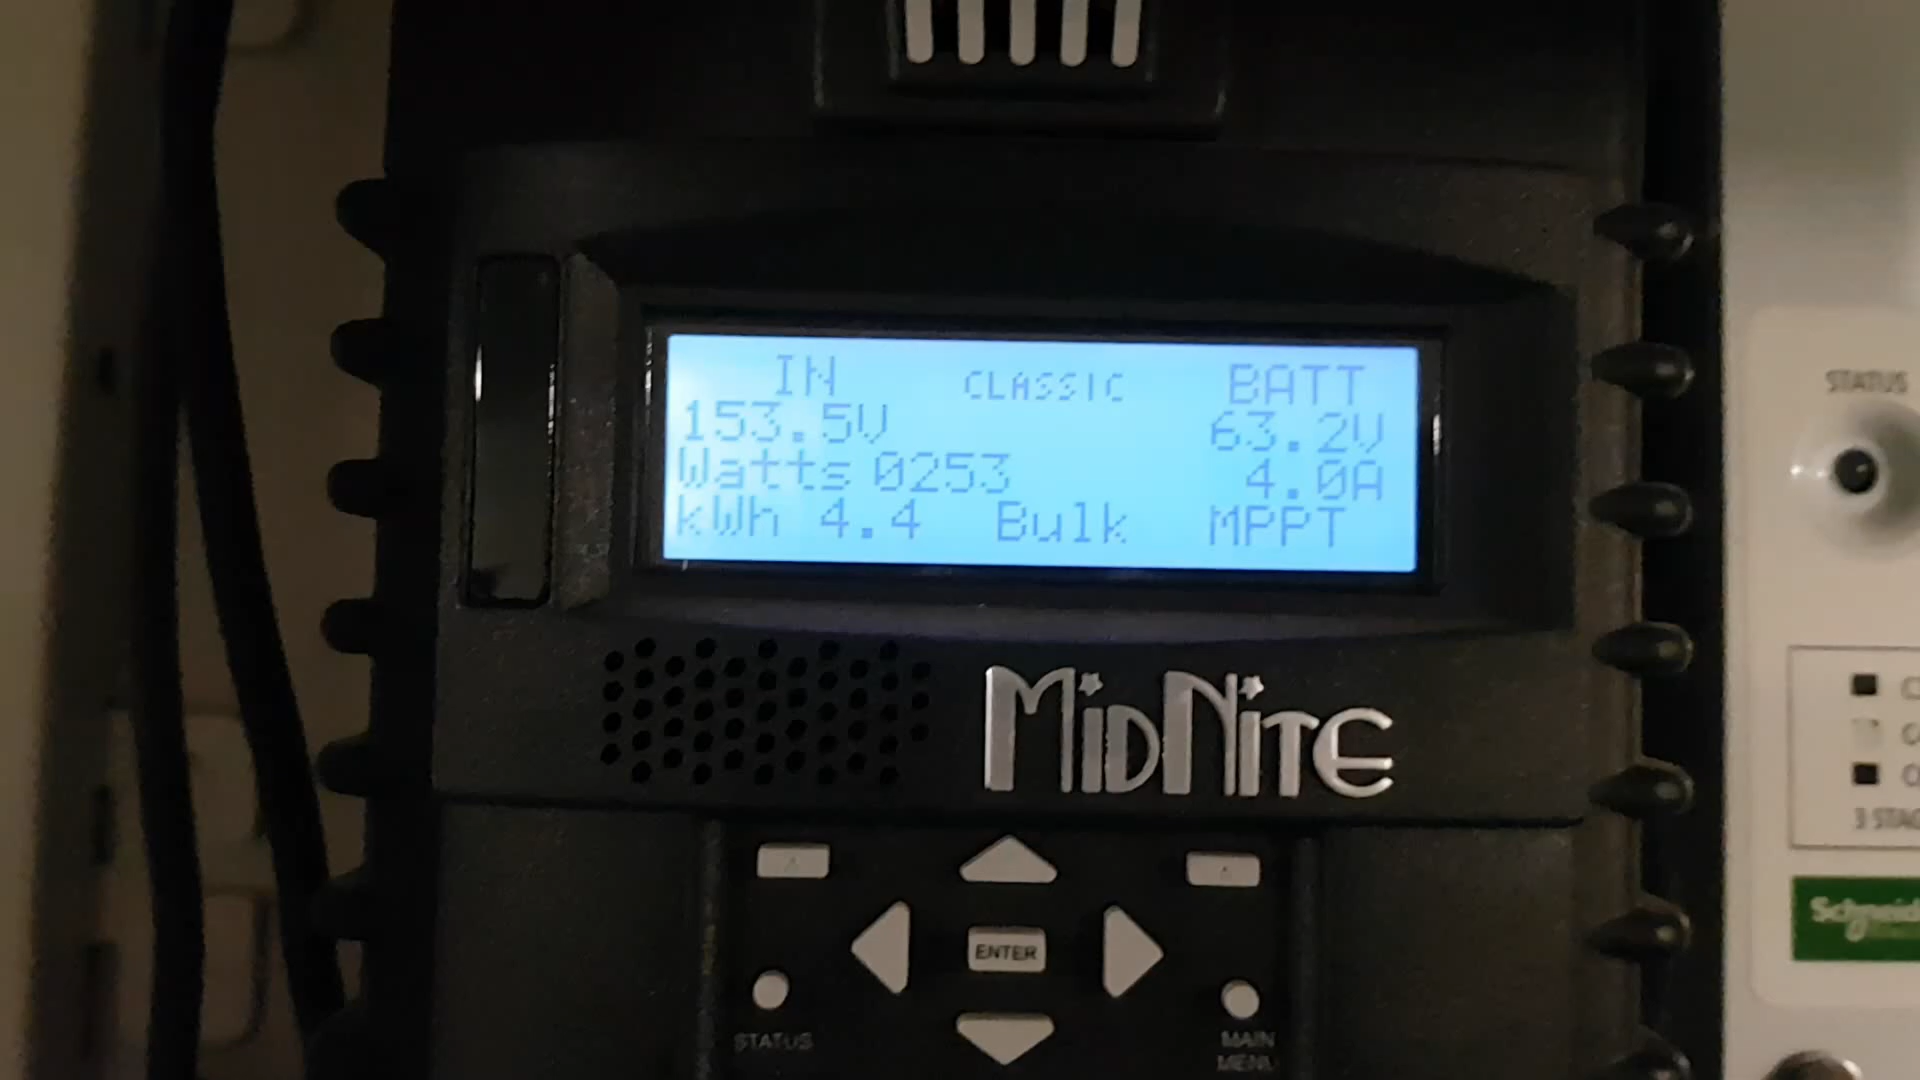 IN CLASSIC BATT
153.5V 63.2V
Watts 0253 4.0A
kWh 4.4 Bulk MPPT
MIDNITE
ENTER
STATUS
MAIN
MENU
STATUS
3